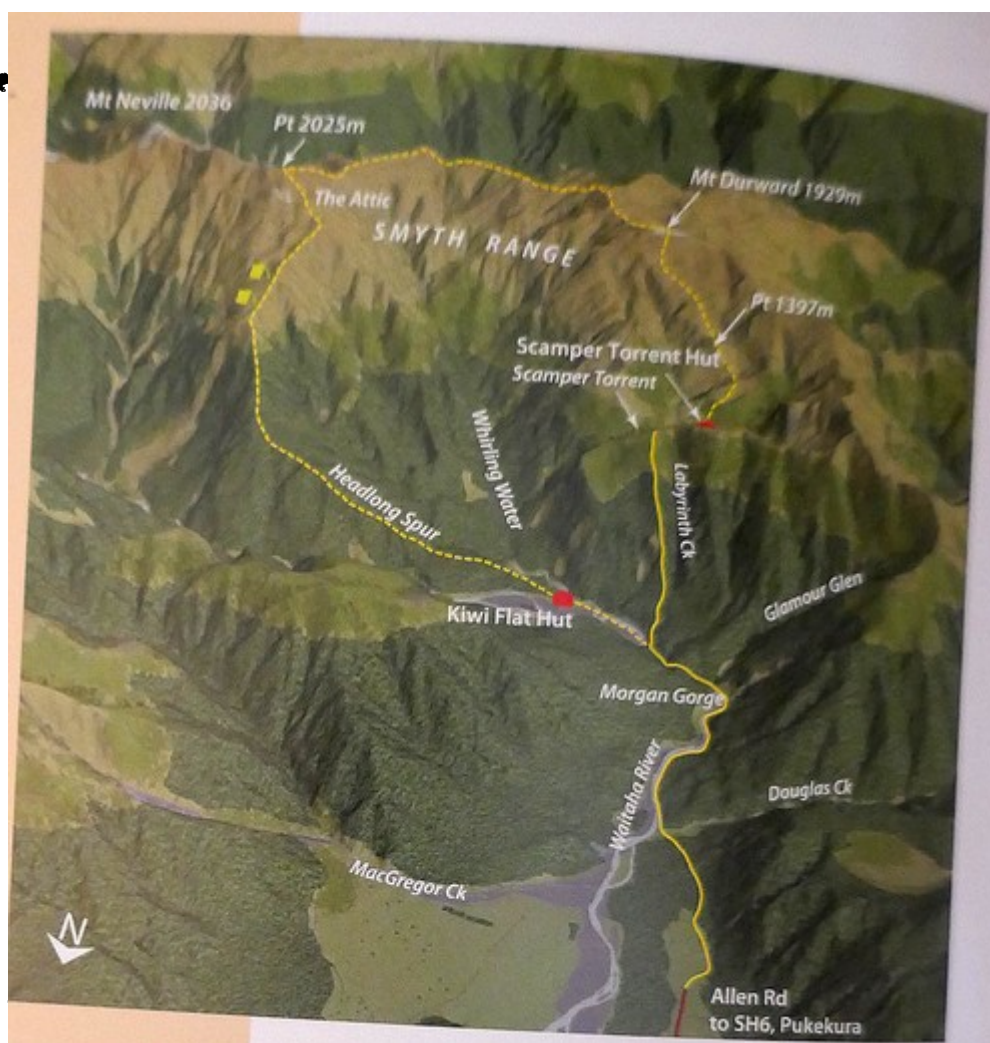 Mt Neville 2036
Pt 2025m
Mt Durward 1929m
The Attic
SMYTH RANGE
Pt 1397m
Scamper Torrent Hut
Scamper Torrent
Whirling Water
Headlong Spur
Labyrinth Ck
Glamour Glen
Kiwi Flat Hut
Morgan Gorge
Waitaha River
Douglas Ck
MacGregor Ck
N
Allen Rd
to SH6, Pukekura